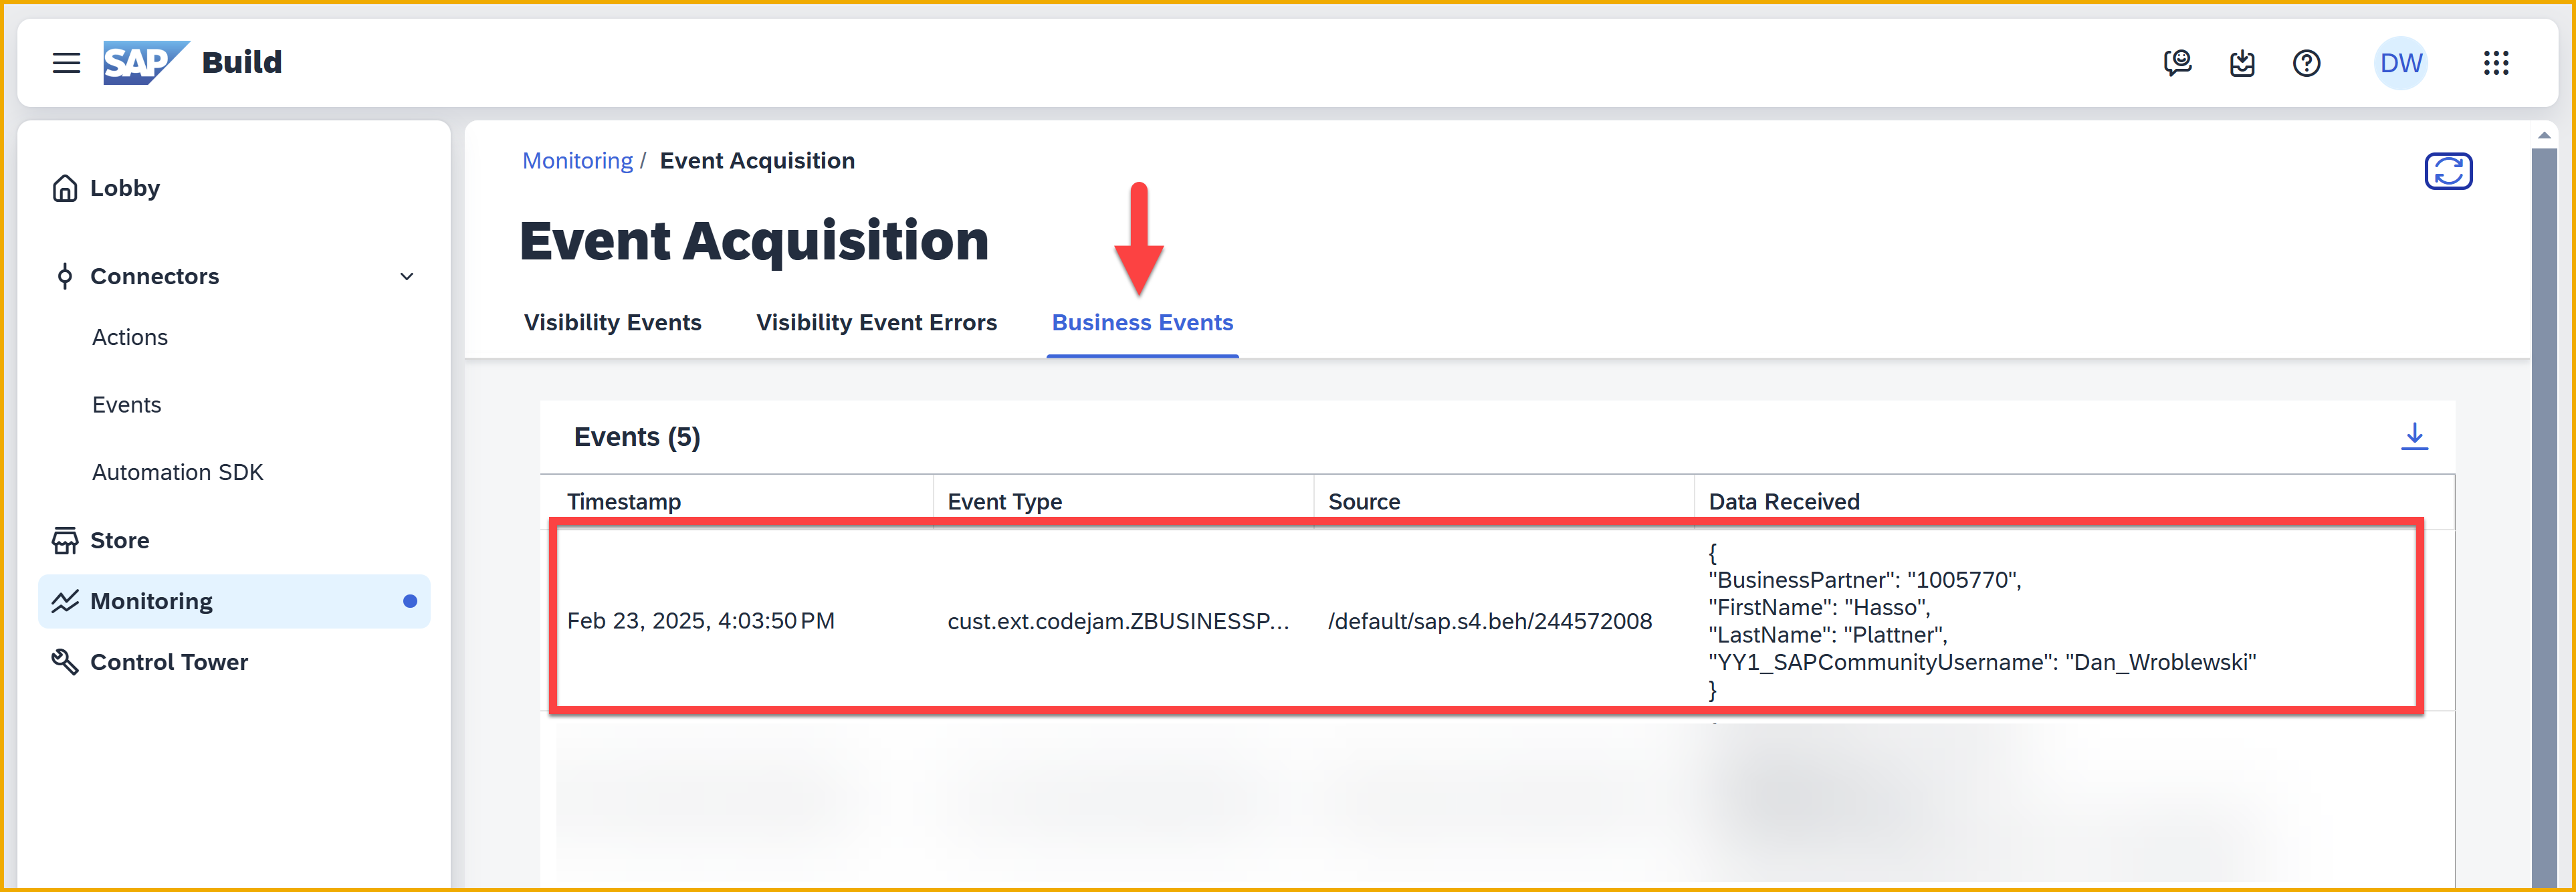 SAP Build
DW
Lobby
Connectors
Actions
Events
Automation SDK
Store
Monitoring
Control Tower
Monitoring / Event Acquisition
Event Acquisition
Visibility Events Visibility Event Errors Business Events
Events (5)
Timestamp Event Type Source Data Received
Feb 23, 2025, 4:03:50 PM cust.ext.codejam.ZBUSINESSP... /default/sap.s4.beh/244572008
{
"BusinessPartner": "1005770",
"FirstName": "Hasso",
"LastName": "Plattner",
"YY1_SAPCommunityUsername": "Dan_Wroblewski"
}